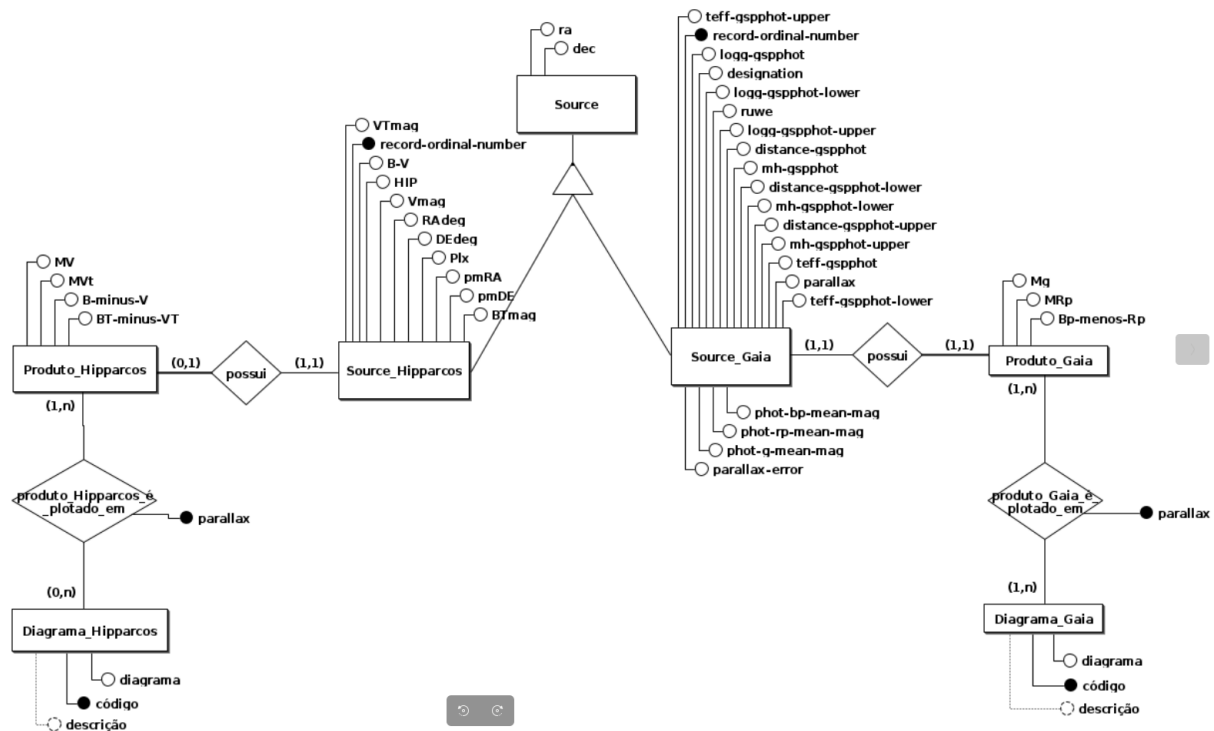 ra
dec
Source
teff-gspphot-upper
record-ordinal-number
logg-gspphot
designation
logg-gspphot-lower
ruwe
logg-gspphot-upper
distance-gspphot
mh-gspphot
distance-gspphot-lower
mh-gspphot-lower
distance-gspphot-upper
mh-gspphot-upper
teff-gspphot
parallax
teff-gspphot-lower
VTmag
record-ordinal-number
B-V
HIP
Vmag
RAdeg
DEdeg
Plx
pmRA
pmDE
BTmag
MV
MVt
B-minus-V
BT-minus-VT
Mg
MRp
Bp-menos-Rp
Produto_Hipparcos
(0,1)
possui
(1,1)
Source_Hipparcos
Source_Gaia
(1,1)
possui
(1,1)
Produto_Gaia
(1,n)
(1,n)
phot-bp-mean-mag
phot-rp-mean-mag
phot-g-mean-mag
parallax-error
produto_Hipparcos_é
_plotado_em
parallax
produto_Gaia_é_
plotado_em
parallax
(0,n)
(1,n)
Diagrama_Hipparcos
Diagrama_Gaia
diagrama
código
descrição
diagrama
código
descrição